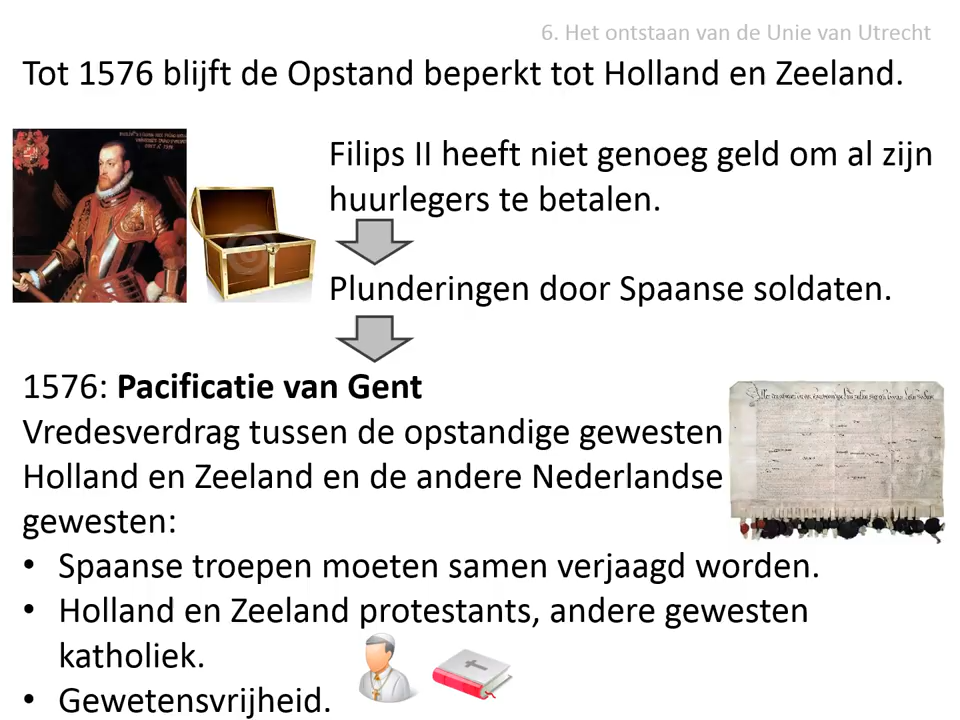 6. Het ontstaan van de Unie van Utrecht
Tot 1576 blijft de Opstand beperkt tot Holland en Zeeland.
Filips II heeft niet genoeg geld om al zijn
huurlegers te betalen.
Plunderingen door Spaanse soldaten.
1576: Pacificatie van Gent
Vredesverdrag tussen de opstandige gewesten
Holland en Zeeland en de andere Nederlandse
gewesten:
• Spaanse troepen moeten samen verjaagd worden.
• Holland en Zeeland protestants, andere gewesten
katholiek.
• Gewetensvrijheid.